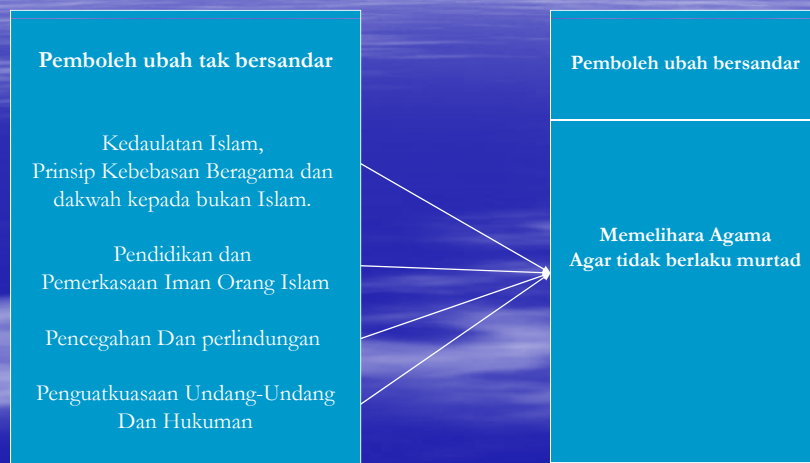 Pemboleh ubah tak bersandar
Kedaulatan Islam,
Prinsip Kebebasan Beragama dan
dakwah kepada bukan Islam.
Pendidikan dan
Pemerkasaan Iman Orang Islam
Pencegahan Dan perlindungan
Penguatkuasaan Undang-Undang
Dan Hukuman
Pemboleh ubah bersandar
Memelihara Agama
Agar tidak berlaku murtad